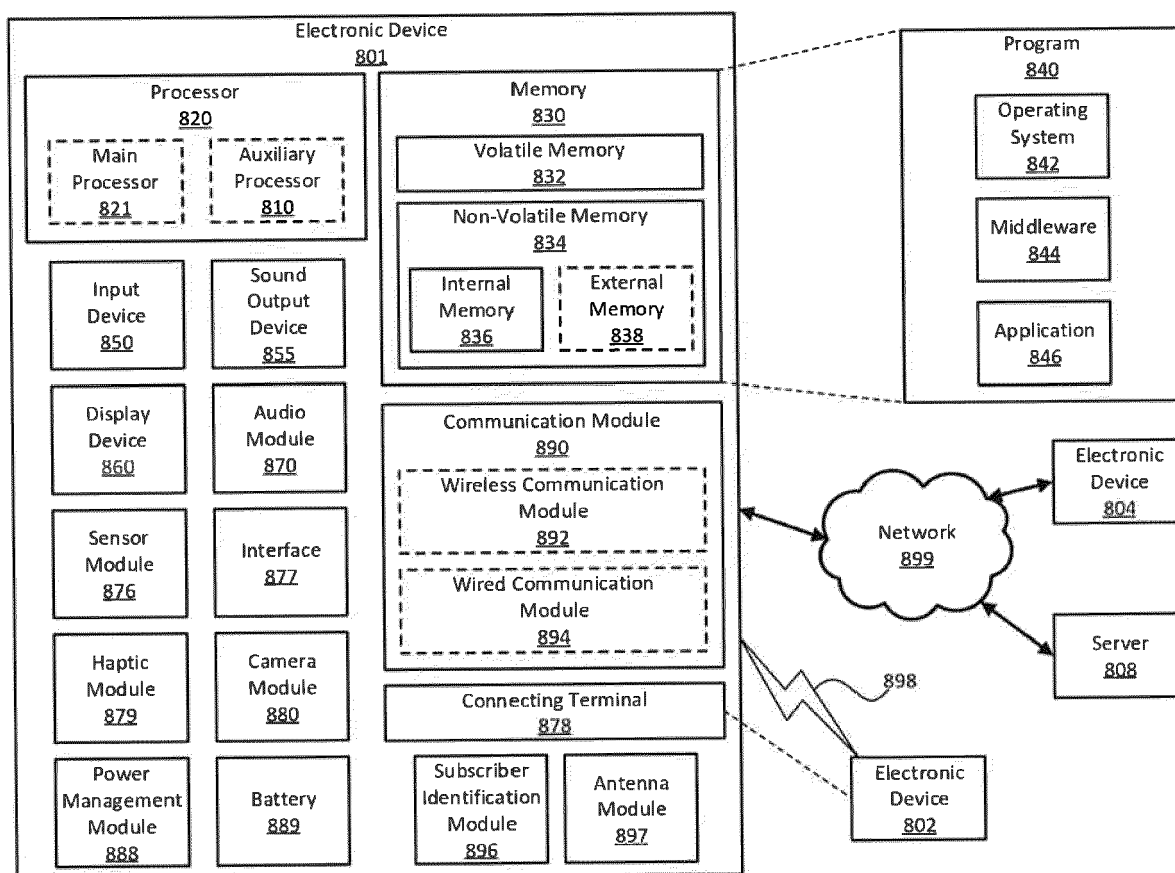 Electronic Device
801
Processor
820
Main
Processor
821
Auxiliary
Processor
810
Memory
830
Volatile Memory
832
Non-Volatile Memory
834
Internal
Memory
836
External
Memory
838
Input
Device
850
Sound
Output
Device
855
Display
Device
860
Audio
Module
870
Sensor
Module
876
Interface
877
Haptic
Module
879
Camera
Module
880
Power
Management
Module
888
Battery
889
Communication Module
890
Wireless Communication
Module
892
Wired Communication
Module
894
Connecting Terminal
878
Subscriber
Identification
Module
896
Antenna
Module
897
Program
840
Operating
System
842
Middleware
844
Application
846
Network
899
Electronic
Device
804
Server
808
898
Electronic
Device
802